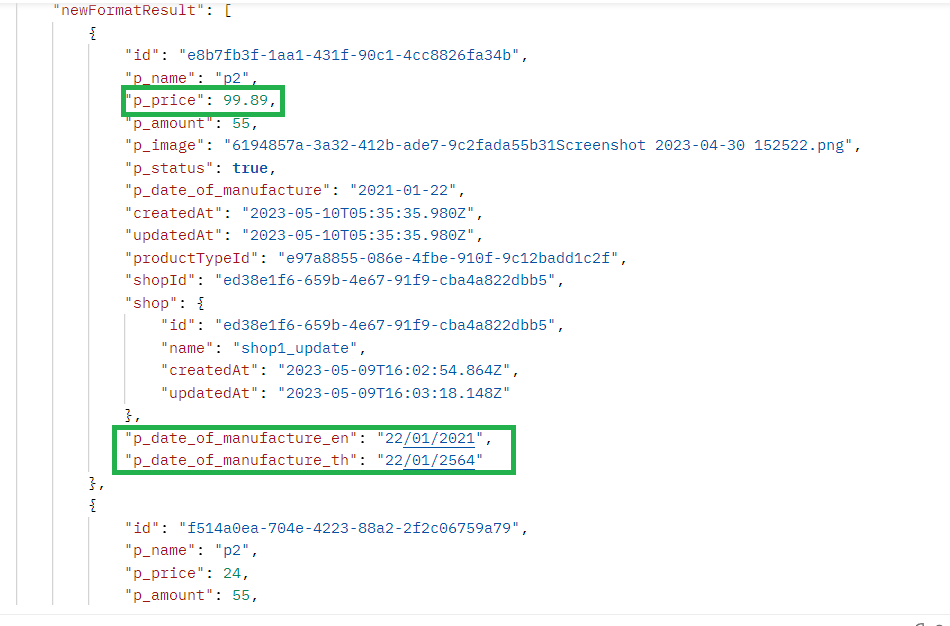 "newFormatResult": [
{
"id": "e8b7fb3f-1aa1-431f-90c1-4cc8826fa34b",
"p_name": "p2",
"p_price": 99.89,
"p_amount": 55,
"p_image": "6194857a-3a32-412b-ade7-9c2fada55b31Screenshot 2023-04-30 152522.png",
"p_status": true,
"p_date_of_manufacture": "2021-01-22",
"createdAt": "2023-05-10T05:35:35.980Z",
"updatedAt": "2023-05-10T05:35:35.980Z",
"productTypeId": "e97a8855-086e-4fbe-910f-9c12badd1c2f",
"shopId": "ed38e1f6-659b-4e67-91f9-cba4a822dbb5",
"shop": {
"id": "ed38e1f6-659b-4e67-91f9-cba4a822dbb5",
"name": "shop1_update",
"createdAt": "2023-05-09T16:02:54.864Z",
"updatedAt": "2023-05-09T16:03:18.148Z"
},
"p_date_of_manufacture_en": "22/01/2021",
"p_date_of_manufacture_th": "22/01/2564"
},
{
"id": "f514a0ea-704e-4223-88a2-2f2c06759a79",
"p_name": "p2",
"p_price": 24,
"p_amount": 55,